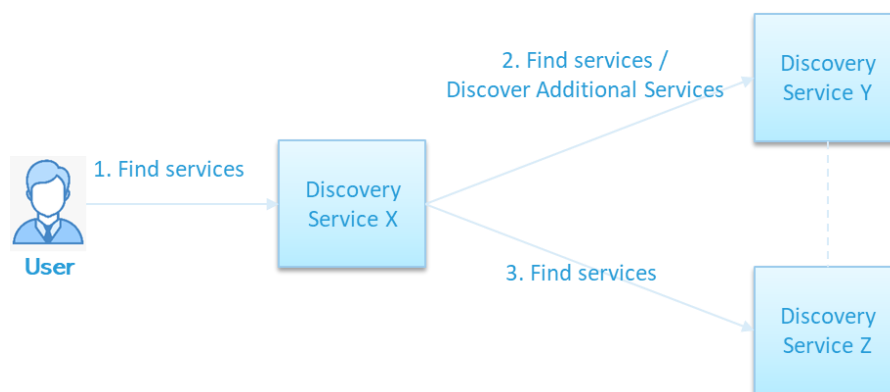 2. Find services /
Discover Additional Services
Discovery
Service Y
1. Find services
Discovery
Service X
User
3. Find services
Discovery
Service Z